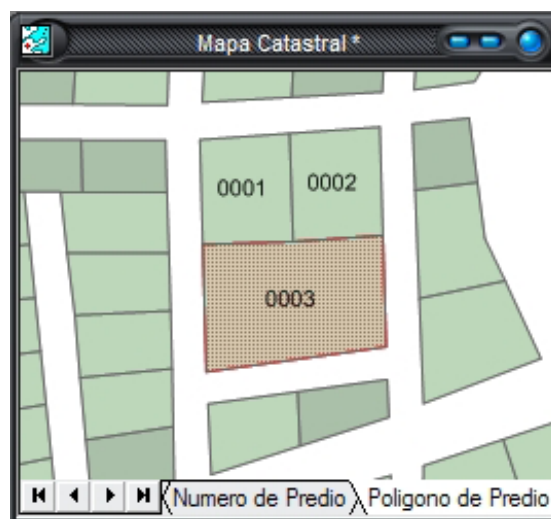 Mapa Catastral *
0001
0002
0003
Numero de Predio Poligono de Predio